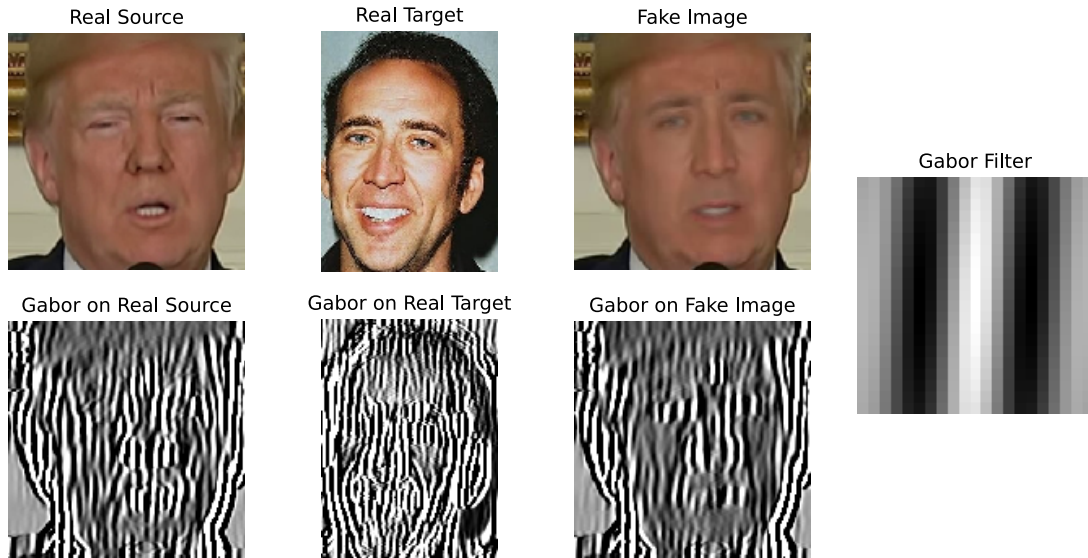 Real Source
Real Target
Fake Image
Gabor Filter
Gabor on Real Source
Gabor on Real Target
Gabor on Fake Image